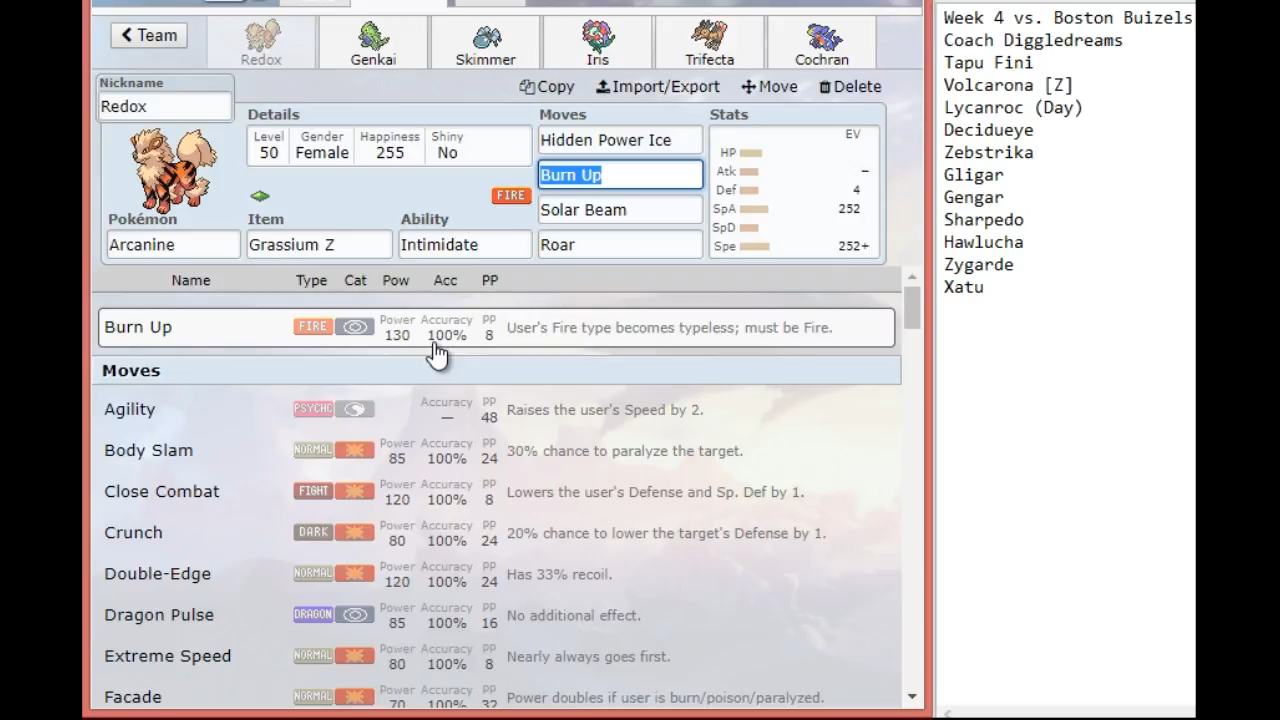 Team
Redox
Genkai
Skimmer
Iris
Trifecta
Cochran
Nickname
Redox
Copy
Import/Export
Move
Delete
Details
Level
50
Gender
Female
Happiness
255
Shiny
No
FIRE
Pokémon
Arcanine
Item
Grassium Z
Ability
Intimidate
Moves
Hidden Power Ice
Burn Up
Solar Beam
Roar
Stats
EV
HP
Atk –
Def 4
SpA 252
SpD
Spe 252+
Name Type Cat Pow Acc PP
Burn Up FIRE Power 130 Accuracy 100% PP 8 User's Fire type becomes typeless; must be Fire.
Moves
Agility PSYCHC Accuracy — PP 48 Raises the user's Speed by 2.
Body Slam NORMAL Power 85 Accuracy 100% PP 24 30% chance to paralyze the target.
Close Combat FIGHT Power 120 Accuracy 100% PP 8 Lowers the user's Defense and Sp. Def by 1.
Crunch DARK Power 80 Accuracy 100% PP 24 20% chance to lower the target's Defense by 1.
Double-Edge NORMAL Power 120 Accuracy 100% PP 24 Has 33% recoil.
Dragon Pulse DRAGON Power 85 Accuracy 100% PP 16 No additional effect.
Extreme Speed NORMAL Power 80 Accuracy 100% PP 8 Nearly always goes first.
Facade NORMAL Power 70 Accuracy 100% PP 32 Power doubles if user is burn/poison/paralyzed.
Week 4 vs. Boston Buizels
Coach Diggledreams
Tapu Fini
Volcarona [Z]
Lycanroc (Day)
Decidueye
Zebstrika
Gligar
Gengar
Sharpedo
Hawlucha
Zygarde
Xatu